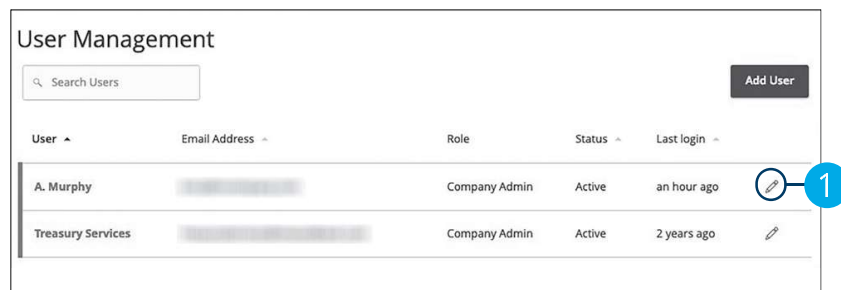 User Management
Search Users
Add User
User Email Address Role Status Last login
A. Murphy Company Admin Active an hour ago 1
Treasury Services Company Admin Active 2 years ago